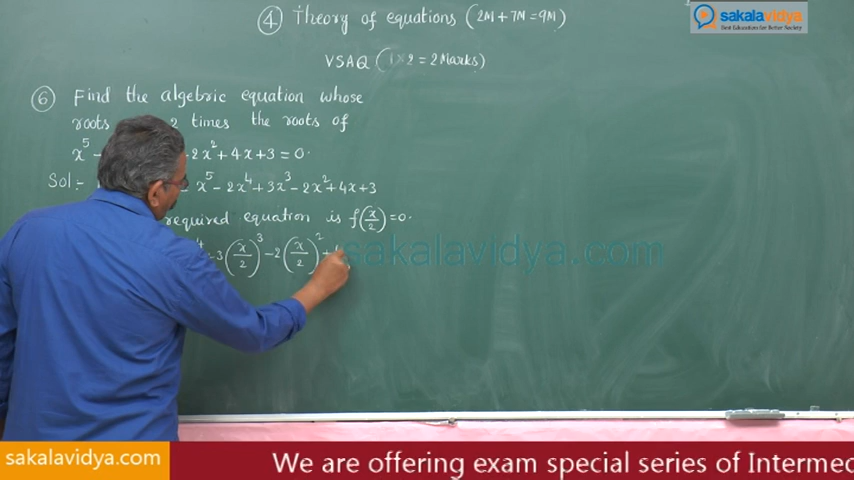 ④ Theory of equations (2M + 7M = 9M)
sakalavidya
Best Education for Better Society
VSAQ (1 × 2 = 2 Marks)
⑥ Find the algebric equation whose
roots 2 times the roots of
x⁵ - 2x² + 4x + 3 = 0.
Sol:- x⁵ - 2x⁴ + 3x³ - 2x² + 4x + 3
required equation is f(x/2) = 0.
3(x/2)³ - 2(x/2)² +
sakalavidya.com
sakalavidya.com
We are offering exam special series of Intermed